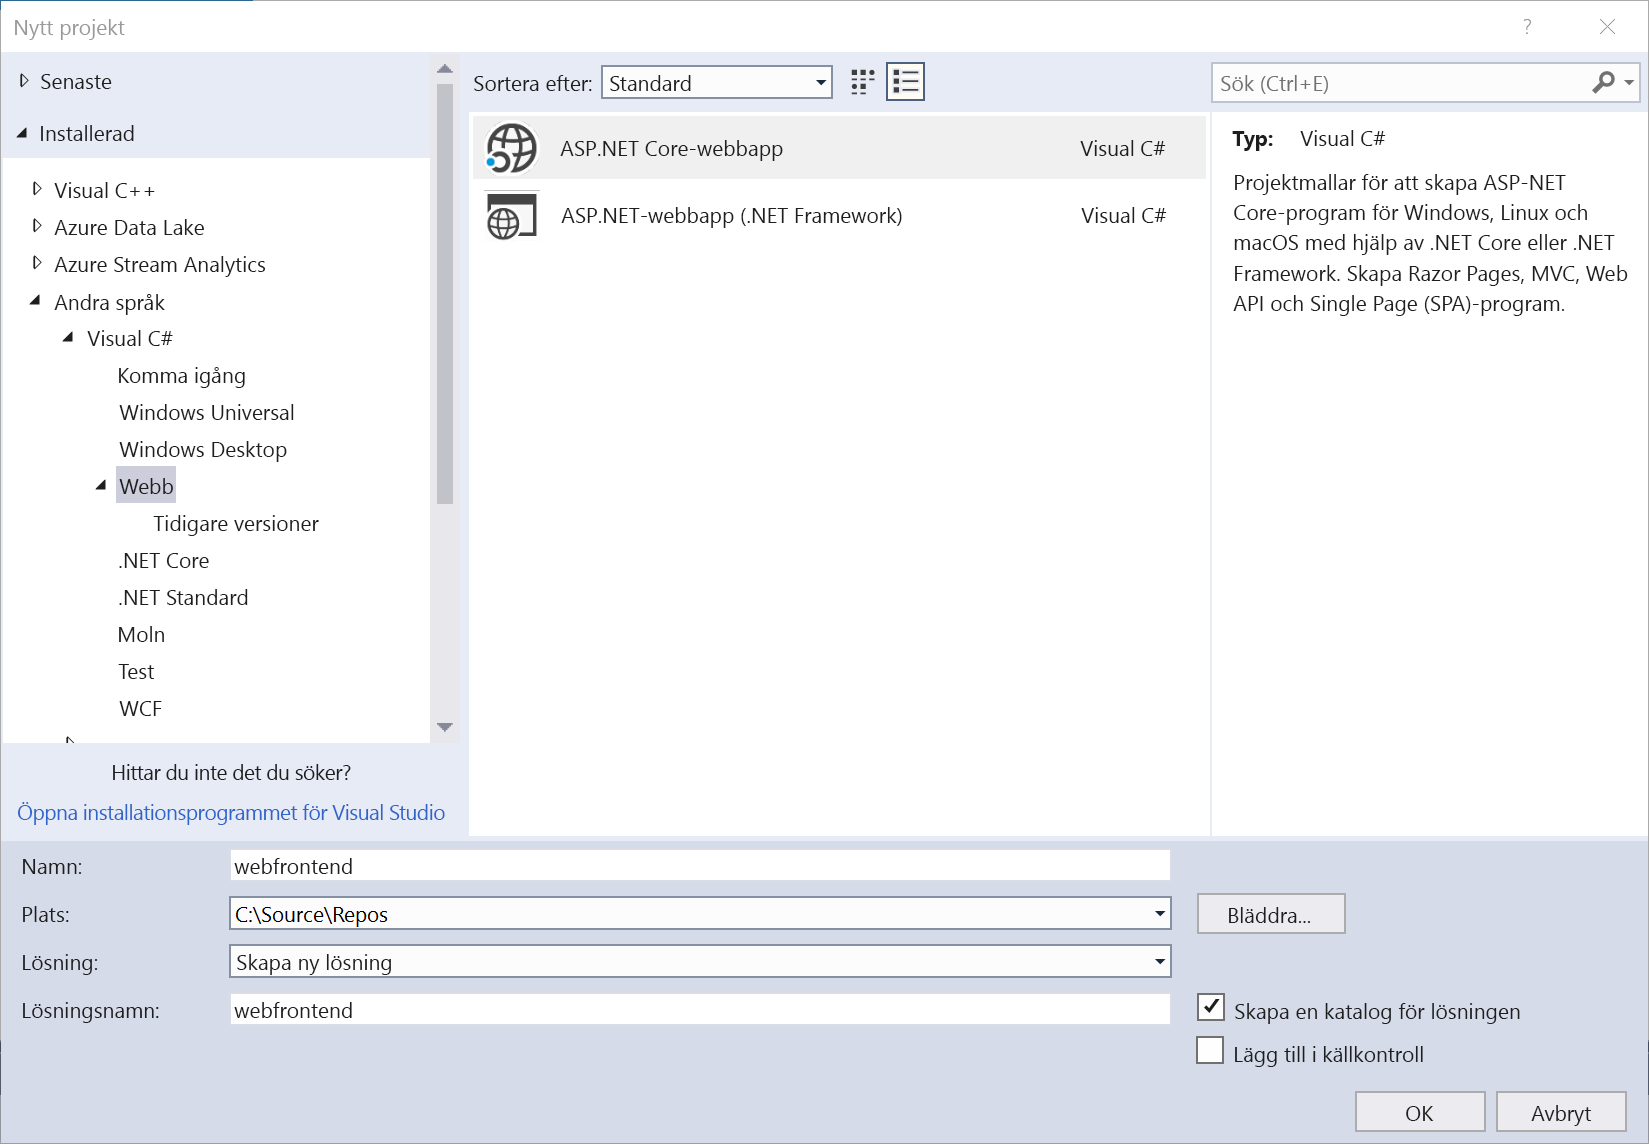 Nytt projekt
?
Senaste
Installerad
Visual C++
Azure Data Lake
Azure Stream Analytics
Andra språk
Visual C#
Komma igång
Windows Universal
Windows Desktop
Webb
Tidigare versioner
.NET Core
.NET Standard
Moln
Test
WCF
Hittar du inte det du söker?
Öppna installationsprogrammet för Visual Studio
Sortera efter: Standard
ASP.NET Core-webbapp Visual C#
ASP.NET-webbapp (.NET Framework) Visual C#
Sök (Ctrl+E)
Typ: Visual C#
Projektmallar för att skapa ASP-NET
Core-program för Windows, Linux och
macOS med hjälp av .NET Core eller .NET
Framework. Skapa Razor Pages, MVC, Web
API och Single Page (SPA)-program.
Namn: webfrontend
Plats: C:\Source\Repos Bläddra...
Lösning: Skapa ny lösning
Lösningsnamn: webfrontend
Skapa en katalog för lösningen
Lägg till i källkontroll
OK Avbryt